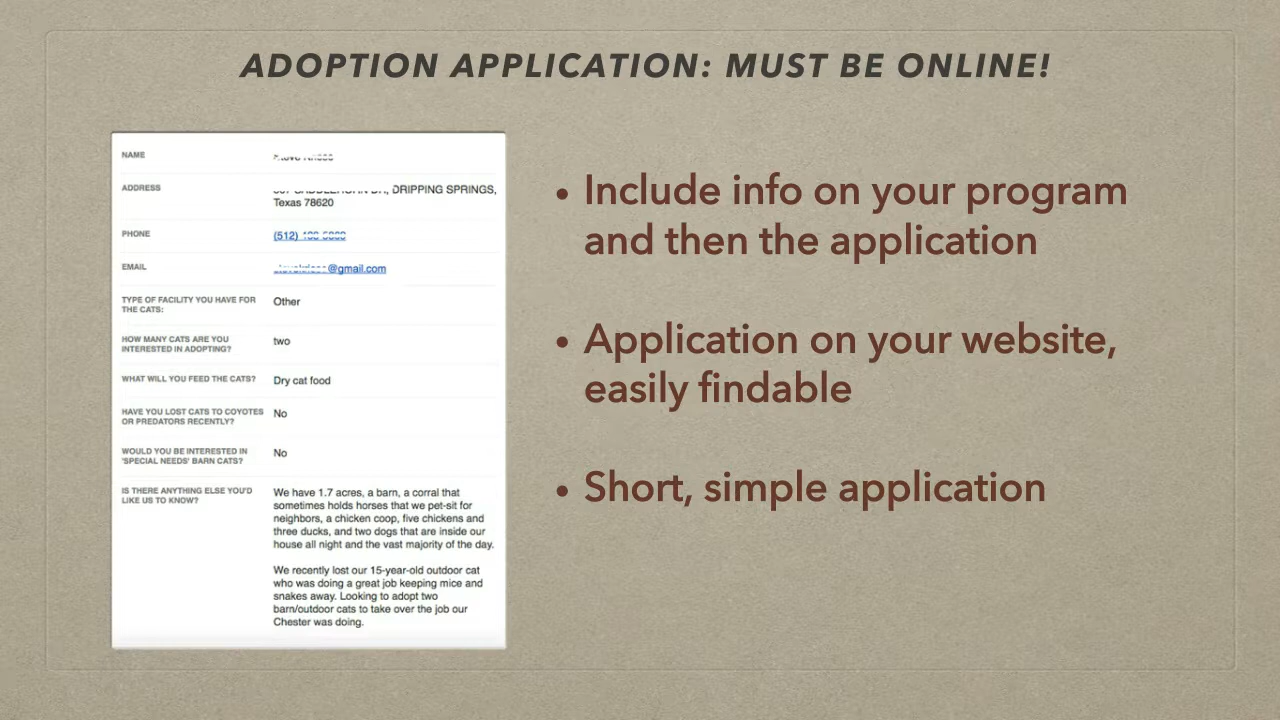 ADOPTION APPLICATION: MUST BE ONLINE!
NAME
ADDRESS
DRIPPING SPRINGS,
Texas 78620
PHONE
(512)
EMAIL
@gmail.com
TYPE OF FACILITY YOU HAVE FOR
THE CATS:
Other
HOW MANY CATS ARE YOU
INTERESTED IN ADOPTING?
two
WHAT WILL YOU FEED THE CATS?
Dry cat food
HAVE YOU LOST CATS TO COYOTES
OR PREDATORS RECENTLY?
No
WOULD YOU BE INTERESTED IN
'SPECIAL NEEDS' BARN CATS?
No
IS THERE ANYTHING ELSE YOU'D
LIKE US TO KNOW?
We have 1.7 acres, a barn, a corral that
sometimes holds horses that we pet-sit for
neighbors, a chicken coop, five chickens and
three ducks, and two dogs that are inside our
house all night and the vast majority of the day.
We recently lost our 15-year-old outdoor cat
who was doing a great job keeping mice and
snakes away. Looking to adopt two
barn/outdoor cats to take over the job our
Chester was doing.
• Include info on your program
and then the application
• Application on your website,
easily findable
• Short, simple application